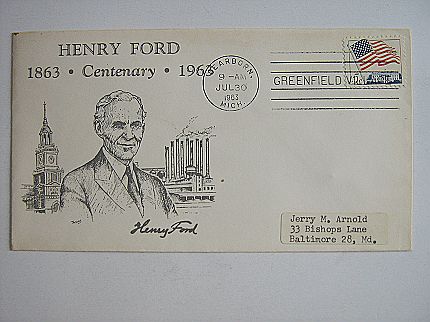 HENRY FORD
1863 • Centenary • 1963
DEARBORN,
9 - AM
JUL 30
1963
MICH.
GREENFIELD
Henry Ford
Jerry M. Arnold
33 Bishops Lane
Baltimore 28, Md.